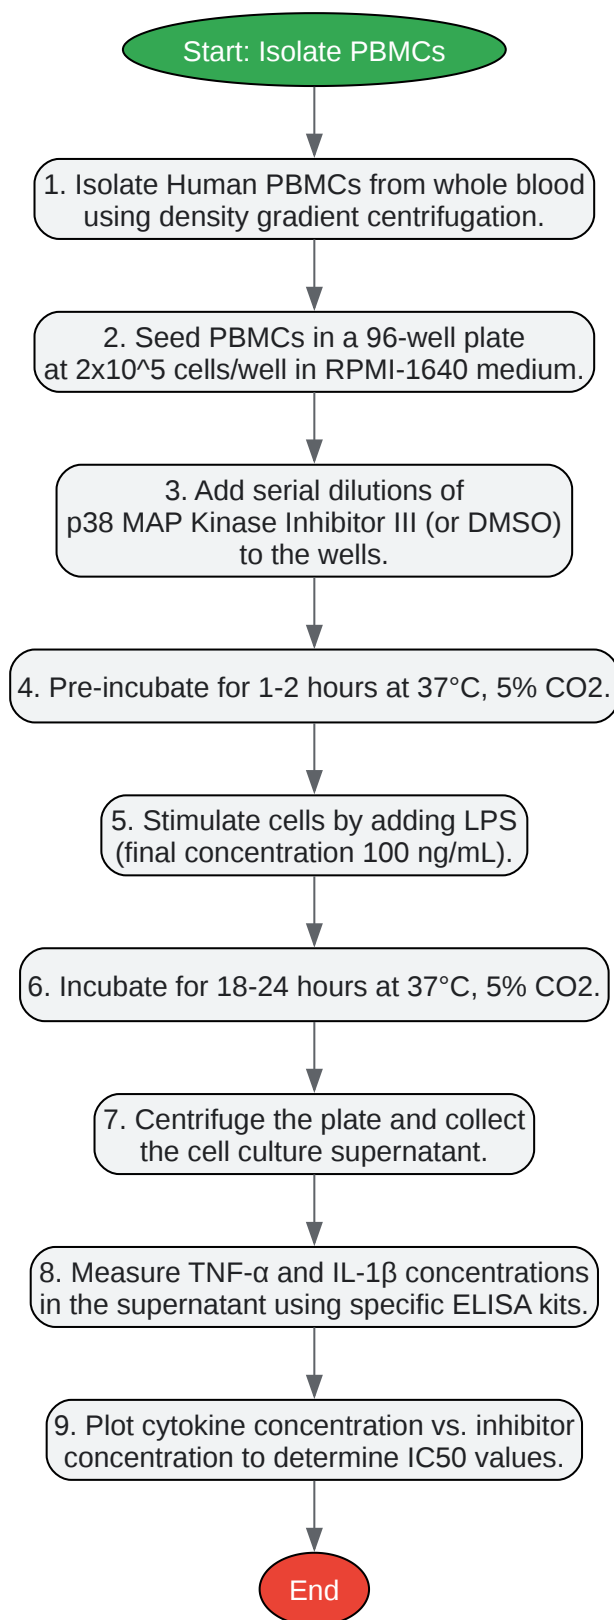 Start: Isolate PBMCs
1. Isolate Human PBMCs from whole blood
using density gradient centrifugation.
2. Seed PBMCs in a 96-well plate
at 2x10^5 cells/well in RPMI-1640 medium.
3. Add serial dilutions of
p38 MAP Kinase Inhibitor III (or DMSO)
to the wells.
4. Pre-incubate for 1-2 hours at 37°C, 5% CO2.
5. Stimulate cells by adding LPS
(final concentration 100 ng/mL).
6. Incubate for 18-24 hours at 37°C, 5% CO2.
7. Centrifuge the plate and collect
the cell culture supernatant.
8. Measure TNF-α and IL-1β concentrations
in the supernatant using specific ELISA kits.
9. Plot cytokine concentration vs. inhibitor
concentration to determine IC50 values.
End